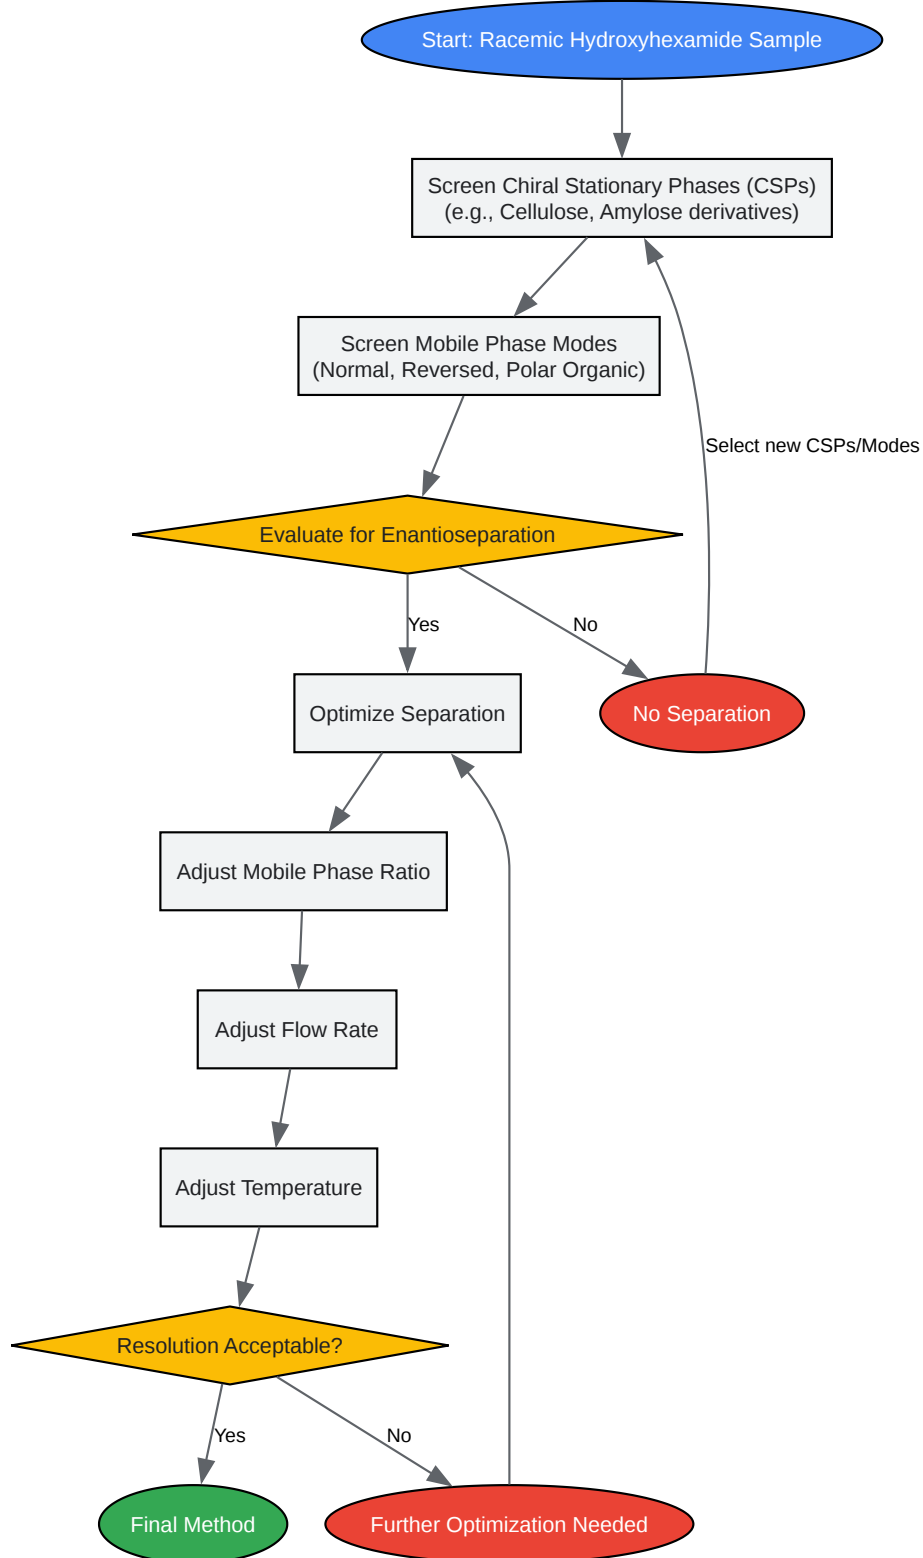 Start: Racemic Hydroxyhexamide Sample
Screen Chiral Stationary Phases (CSPs)
(e.g., Cellulose, Amylose derivatives)
Screen Mobile Phase Modes
(Normal, Reversed, Polar Organic)
Select new CSPs/Modes
Evaluate for Enantioseparation
Yes
No
Optimize Separation
No Separation
Adjust Mobile Phase Ratio
Adjust Flow Rate
Adjust Temperature
Resolution Acceptable?
Yes
No
Final Method
Further Optimization Needed